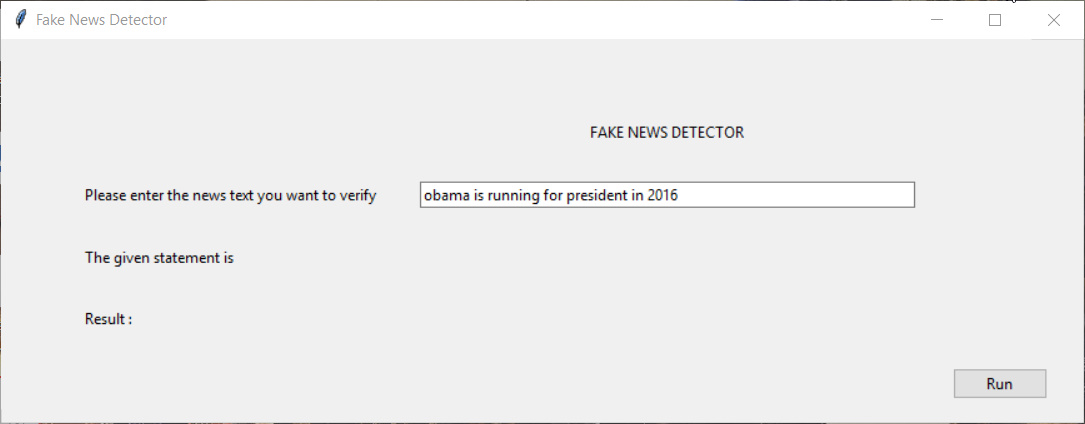 Fake News Detector
FAKE NEWS DETECTOR
Please enter the news text you want to verify
obama is running for president in 2016
The given statement is
Result :
Run